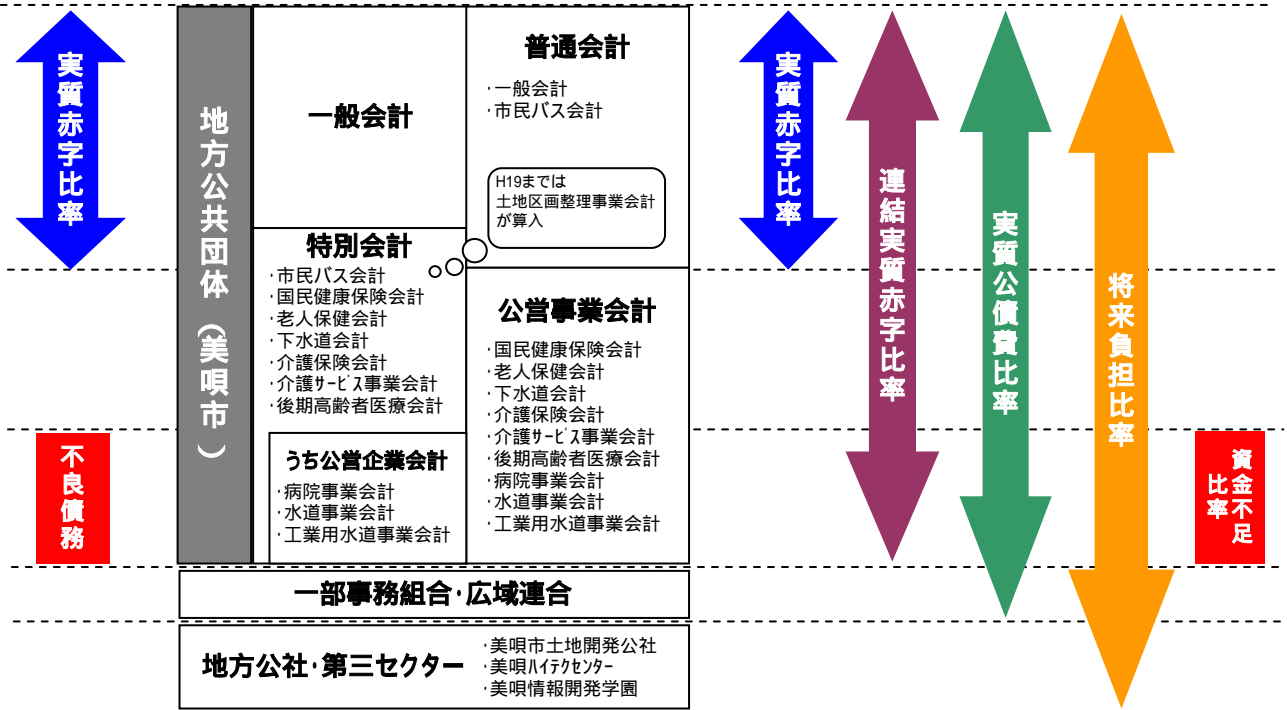 実質赤字比率
不良債務
地方公共団体（美唄市）
一般会計
特別会計
･市民バス会計
･国民健康保険会計
･老人保健会計
･下水道会計
･介護保険会計
･介護ｻｰﾋﾞｽ事業会計
･後期高齢者医療会計
うち公営企業会計
･病院事業会計
･水道事業会計
･工業用水道事業会計
普通会計
･一般会計
･市民バス会計
H19までは
土地区画整理事業会計
が算入
公営事業会計
･国民健康保険会計
･老人保健会計
･下水道会計
･介護保険会計
･介護ｻｰﾋﾞｽ事業会計
･後期高齢者医療会計
･病院事業会計
･水道事業会計
･工業用水道事業会計
一部事務組合･広域連合
地方公社･第三セクター
･美唄市土地開発公社
･美唄ﾊｲﾃｸｾﾝﾀｰ
･美唄情報開発学園
実質赤字比率
連結実質赤字比率
実質公債費比率
将来負担比率
資金不足
比率